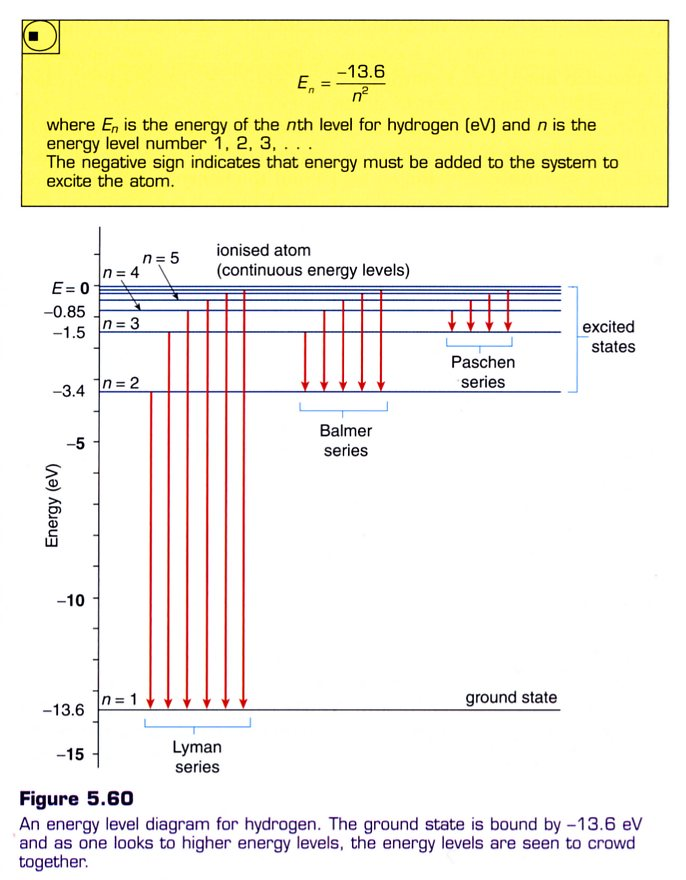 E_n = −13.6 / n²
where E_n is the energy of the nth level for hydrogen (eV) and n is the
energy level number 1, 2, 3, . . .
The negative sign indicates that energy must be added to the system to
excite the atom.
ionised atom
(continuous energy levels)
n = 5
n = 4
E = 0
−0.85
n = 3
−1.5
excited
states
Paschen
series
n = 2
−3.4
Balmer
series
−5
Energy (eV)
−10
n = 1
ground state
−13.6
Lyman
series
−15
Figure 5.60
An energy level diagram for hydrogen. The ground state is bound by −13.6 eV
and as one looks to higher energy levels, the energy levels are seen to crowd
together.